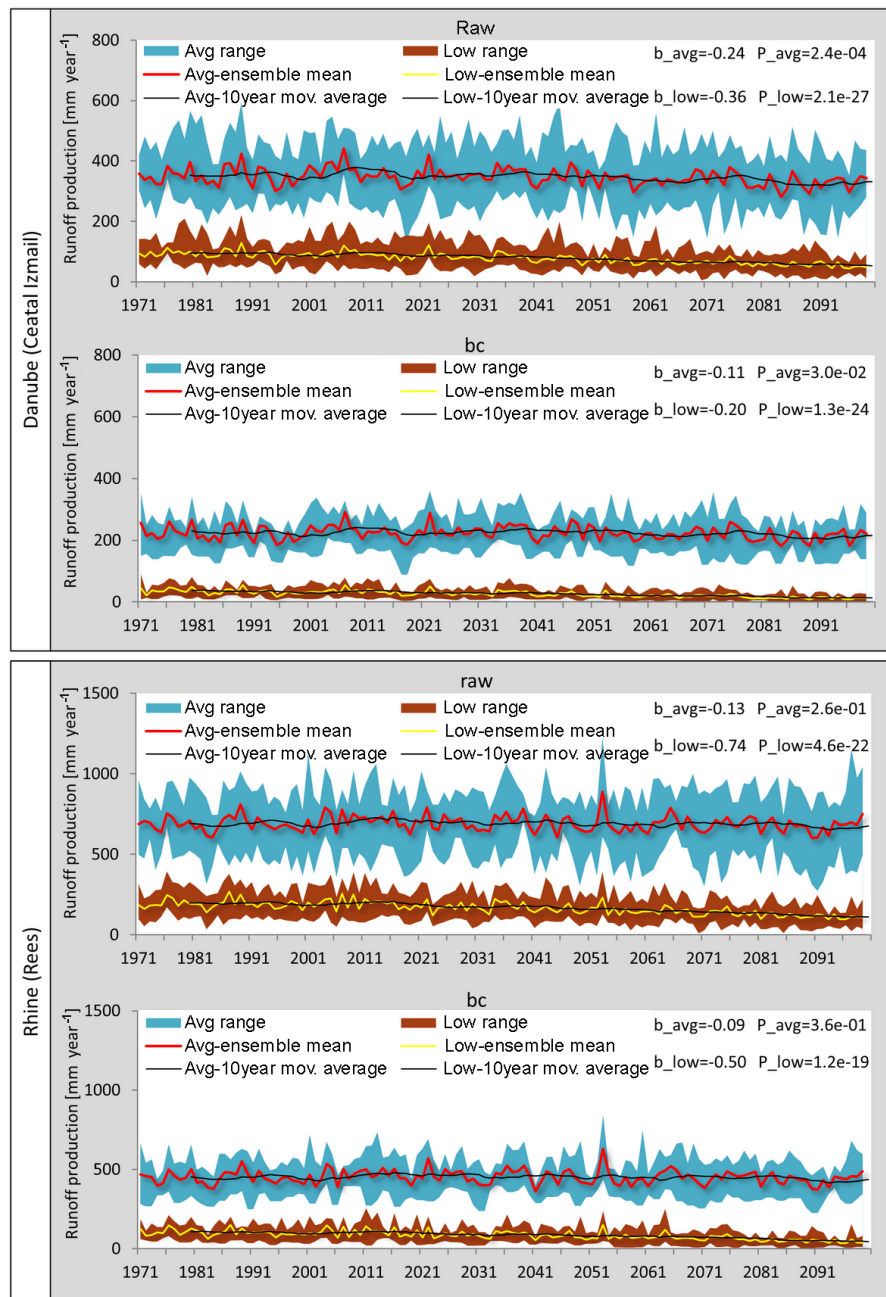 Danube (Ceatal Izmail)
Raw
Runoff production [mm year⁻¹]
800
600
400
200
0
Avg range
Low range
b_avg=-0.24 P_avg=2.4e-04
Avg-ensemble mean
Low-ensemble mean
Avg-10year mov. average
Low-10year mov. average
b_low=-0.36 P_low=2.1e-27
1971 1981 1991 2001 2011 2021 2031 2041 2051 2061 2071 2081 2091
bc
Runoff production [mm year⁻¹]
800
600
400
200
0
Avg range
Low range
b_avg=-0.11 P_avg=3.0e-02
Avg-ensemble mean
Low-ensemble mean
Avg-10year mov. average
Low-10year mov. average
b_low=-0.20 P_low=1.3e-24
1971 1981 1991 2001 2011 2021 2031 2041 2051 2061 2071 2081 2091
Rhine (Rees)
raw
Runoff production [mm year⁻¹]
1500
1000
500
0
Avg range
Low range
b_avg=-0.13 P_avg=2.6e-01
Avg-ensemble mean
Low-ensemble mean
Avg-10year mov. average
Low-10year mov. average
b_low=-0.74 P_low=4.6e-22
1971 1981 1991 2001 2011 2021 2031 2041 2051 2061 2071 2081 2091
bc
Runoff production [mm year⁻¹]
1500
1000
500
0
Avg range
Low range
b_avg=-0.09 P_avg=3.6e-01
Avg-ensemble mean
Low-ensemble mean
Avg-10year mov. average
Low-10year mov. average
b_low=-0.50 P_low=1.2e-19
1971 1981 1991 2001 2011 2021 2031 2041 2051 2061 2071 2081 2091